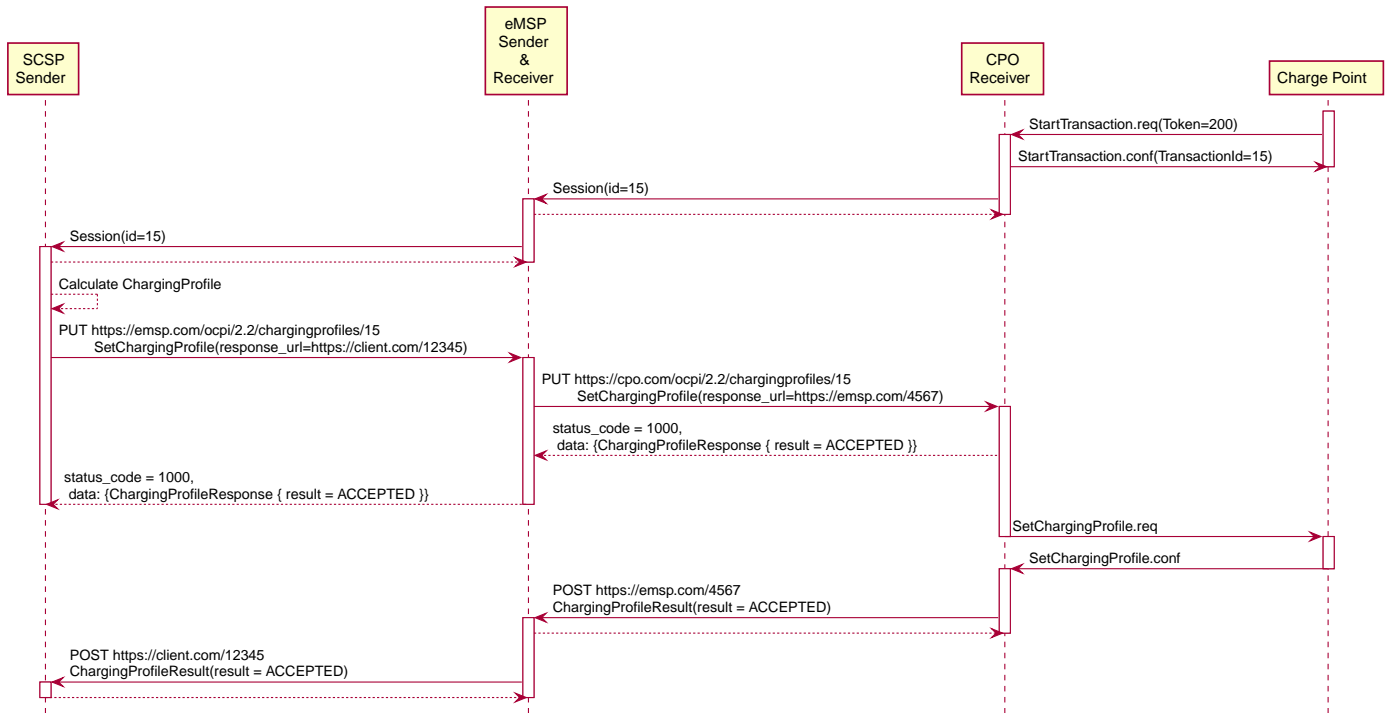 SCSP
Sender
eMSP
Sender
&
Receiver
CPO
Receiver
Charge Point
StartTransaction.req(Token=200)
StartTransaction.conf(TransactionId=15)
Session(id=15)
Session(id=15)
Calculate ChargingProfile
PUT https://emsp.com/ocpi/2.2/chargingprofiles/15
SetChargingProfile(response_url=https://client.com/12345)
PUT https://cpo.com/ocpi/2.2/chargingprofiles/15
SetChargingProfile(response_url=https://emsp.com/4567)
status_code = 1000,
data: {ChargingProfileResponse { result = ACCEPTED }}
status_code = 1000,
data: {ChargingProfileResponse { result = ACCEPTED }}
SetChargingProfile.req
SetChargingProfile.conf
POST https://emsp.com/4567
ChargingProfileResult(result = ACCEPTED)
POST https://client.com/12345
ChargingProfileResult(result = ACCEPTED)